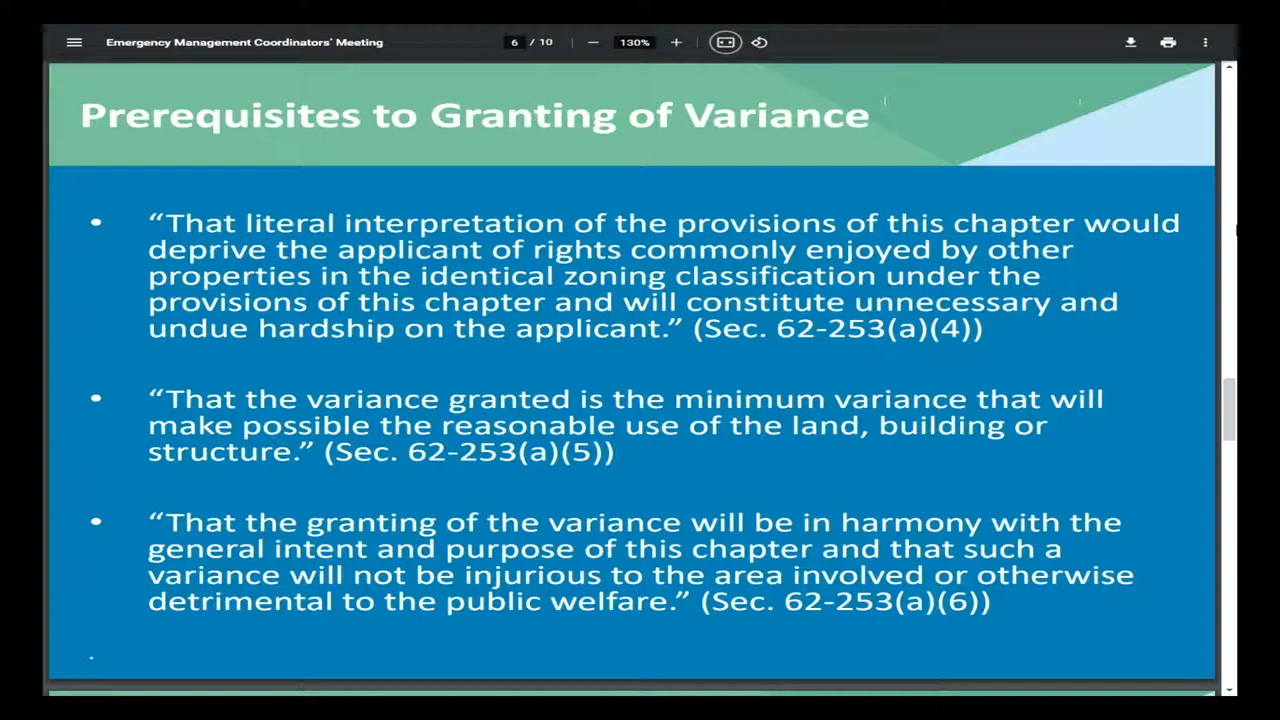 Emergency Management Coordinators' Meeting
6 / 10
130%
Prerequisites to Granting of Variance
• “That literal interpretation of the provisions of this chapter would
deprive the applicant of rights commonly enjoyed by other
properties in the identical zoning classification under the
provisions of this chapter and will constitute unnecessary and
undue hardship on the applicant.” (Sec. 62-253(a)(4))
• “That the variance granted is the minimum variance that will
make possible the reasonable use of the land, building or
structure.” (Sec. 62-253(a)(5))
• “That the granting of the variance will be in harmony with the
general intent and purpose of this chapter and that such a
variance will not be injurious to the area involved or otherwise
detrimental to the public welfare.” (Sec. 62-253(a)(6))
.